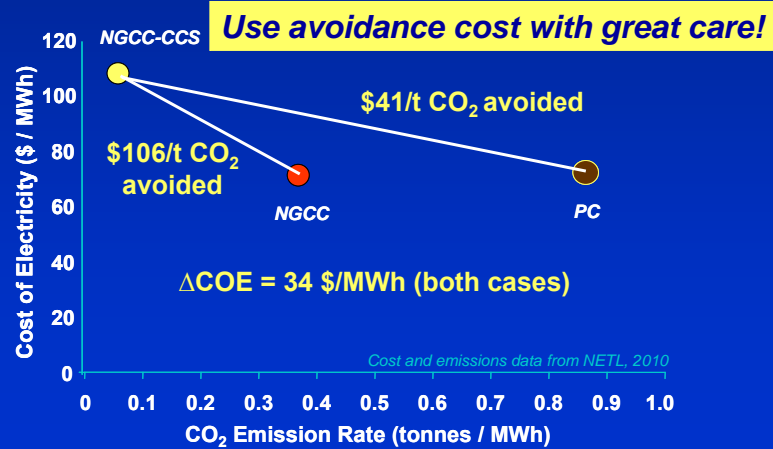 Use avoidance cost with great care!
NGCC-CCS
Cost of Electricity ($ / MWh)
120
100
80
60
40
20
0
$41/t CO₂ avoided
$106/t CO₂
avoided
NGCC
PC
∆COE = 34 $/MWh (both cases)
Cost and emissions data from NETL, 2010
0 0.1 0.2 0.3 0.4 0.5 0.6 0.7 0.8 0.9 1.0
CO₂ Emission Rate (tonnes / MWh)